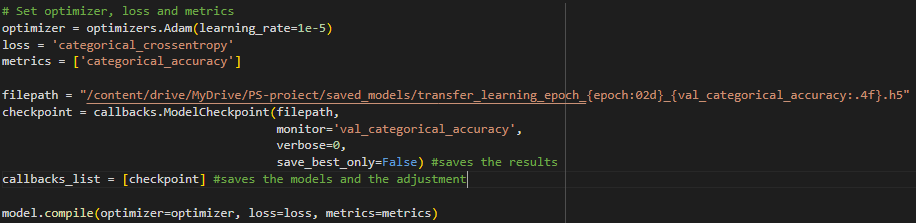 # Set optimizer, loss and metrics
optimizer = optimizers.Adam(learning_rate=1e-5)
loss = 'categorical_crossentropy'
metrics = ['categorical_accuracy']
filepath = "/content/drive/MyDrive/PS-proiect/saved_models/transfer_learning_epoch_{epoch:02d}_{val_categorical_accuracy:.4f}.h5"
checkpoint = callbacks.ModelCheckpoint(filepath,
monitor='val_categorical_accuracy',
verbose=0,
save_best_only=False) #saves the results
callbacks_list = [checkpoint] #saves the models and the adjustment
model.compile(optimizer=optimizer, loss=loss, metrics=metrics)